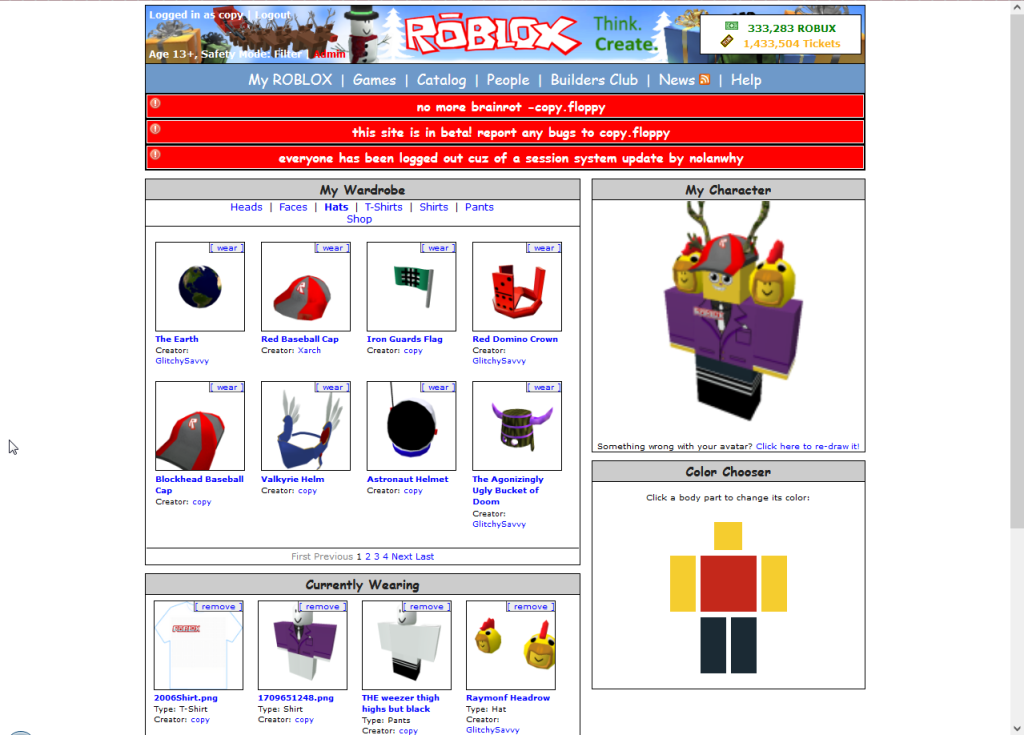 Logged in as copy | Logout
Age 13+, Safety Mode: Filter | Admin
ROBLOX
Think.
Create.
333,283 ROBUX
1,433,504 Tickets
My ROBLOX | Games | Catalog | People | Builders Club | News | Help
no more brainrot -copy.floppy
this site is in beta! report any bugs to copy.floppy
everyone has been logged out cuz of a session system update by nolanwhy
My Wardrobe
Heads | Faces | Hats | T-Shirts | Shirts | Pants
Shop
[ wear ] [ wear ] [ wear ] [ wear ]
The Earth
Creator:
GlitchySavvy
Red Baseball Cap
Creator: Xarch
Iron Guards Flag
Creator: copy
Red Domino Crown
Creator:
GlitchySavvy
[ wear ] [ wear ] [ wear ] [ wear ]
Blockhead Baseball
Cap
Creator: copy
Valkyrie Helm
Creator: copy
Astronaut Helmet
Creator: copy
The Agonizingly
Ugly Bucket of
Doom
Creator:
GlitchySavvy
First Previous 1 2 3 4 Next Last
Currently Wearing
[ remove ] [ remove ] [ remove ] [ remove ]
ROBLOX
2006Shirt.png
Type: T-Shirt
Creator: copy
1709651248.png
Type: Shirt
Creator: copy
THE weezer thigh
highs but black
Type: Pants
Creator: copy
Raymonf Headrow
Type: Hat
Creator:
GlitchySavvy
My Character
ROBLOX
Something wrong with your avatar? Click here to re-draw it!
Color Chooser
Click a body part to change its color: